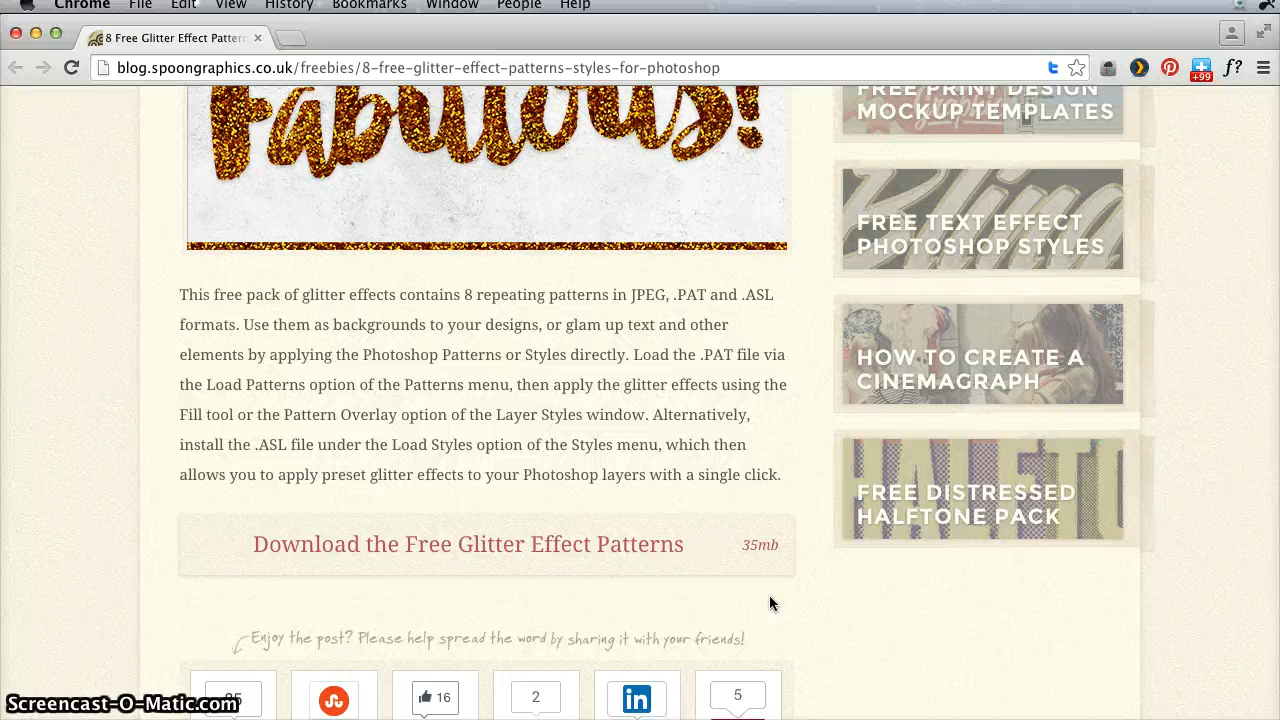 Chrome File Edit View History Bookmarks Window People Help
8 Free Glitter Effect Pattern
blog.spoongraphics.co.uk/freebies/8-free-glitter-effect-patterns-styles-for-photoshop
+99
f?
Fabulous!
This free pack of glitter effects contains 8 repeating patterns in JPEG, .PAT and .ASL
formats. Use them as backgrounds to your designs, or glam up text and other
elements by applying the Photoshop Patterns or Styles directly. Load the .PAT file via
the Load Patterns option of the Patterns menu, then apply the glitter effects using the
Fill tool or the Pattern Overlay option of the Layer Styles window. Alternatively,
install the .ASL file under the Load Styles option of the Styles menu, which then
allows you to apply preset glitter effects to your Photoshop layers with a single click.
Download the Free Glitter Effect Patterns 35mb
Enjoy the post? Please help spread the word by sharing it with your friends!
16
2
in
5
FREE PRINT DESIGN
MOCKUP TEMPLATES
Bling
FREE TEXT EFFECT
PHOTOSHOP STYLES
HOW TO CREATE A
CINEMAGRAPH
HALFTO
FREE DISTRESSED
HALFTONE PACK
Screencast-O-Matic.com